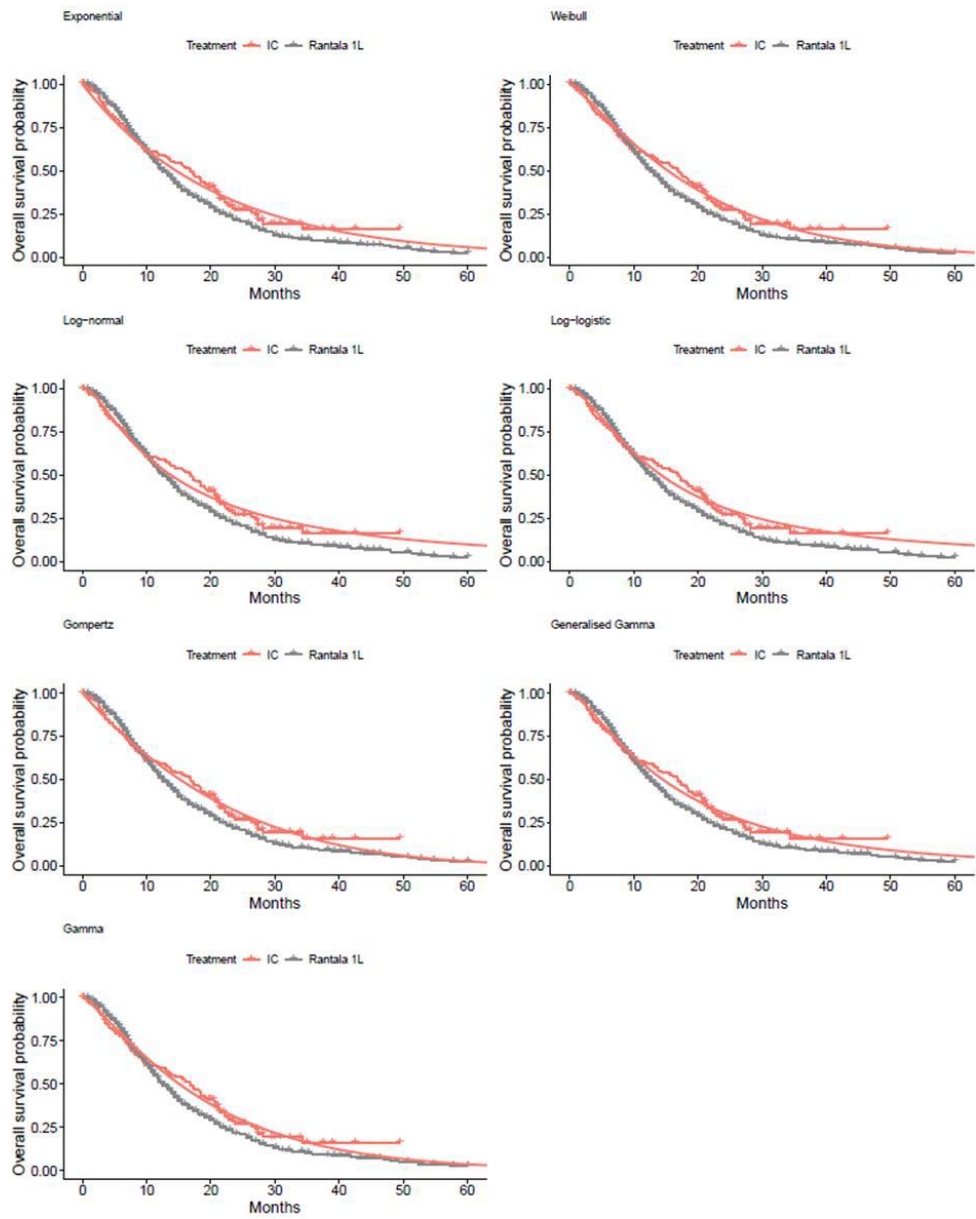 Exponential
Treatment IC Rantala 1L
Overall survival probability
1.00
0.75
0.50
0.25
0.00
0 10 20 30 40 50 60
Months
Weibull
Treatment IC Rantala 1L
Overall survival probability
1.00
0.75
0.50
0.25
0.00
0 10 20 30 40 50 60
Months
Log-normal
Treatment IC Rantala 1L
Overall survival probability
1.00
0.75
0.50
0.25
0.00
0 10 20 30 40 50 60
Months
Log-logistic
Treatment IC Rantala 1L
Overall survival probability
1.00
0.75
0.50
0.25
0.00
0 10 20 30 40 50 60
Months
Gompertz
Treatment IC Rantala 1L
Overall survival probability
1.00
0.75
0.50
0.25
0.00
0 10 20 30 40 50 60
Months
Generalised Gamma
Treatment IC Rantala 1L
Overall survival probability
1.00
0.75
0.50
0.25
0.00
0 10 20 30 40 50 60
Months
Gamma
Treatment IC Rantala 1L
Overall survival probability
1.00
0.75
0.50
0.25
0.00
0 10 20 30 40 50 60
Months